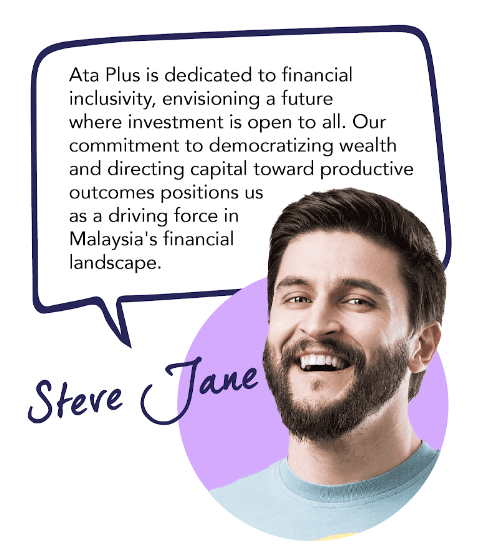 Ata Plus is dedicated to financial
inclusivity, envisioning a future
where investment is open to all. Our
commitment to democratizing wealth
and directing capital toward productive
outcomes positions us
as a driving force in
Malaysia's financial
landscape.
Steve Jane